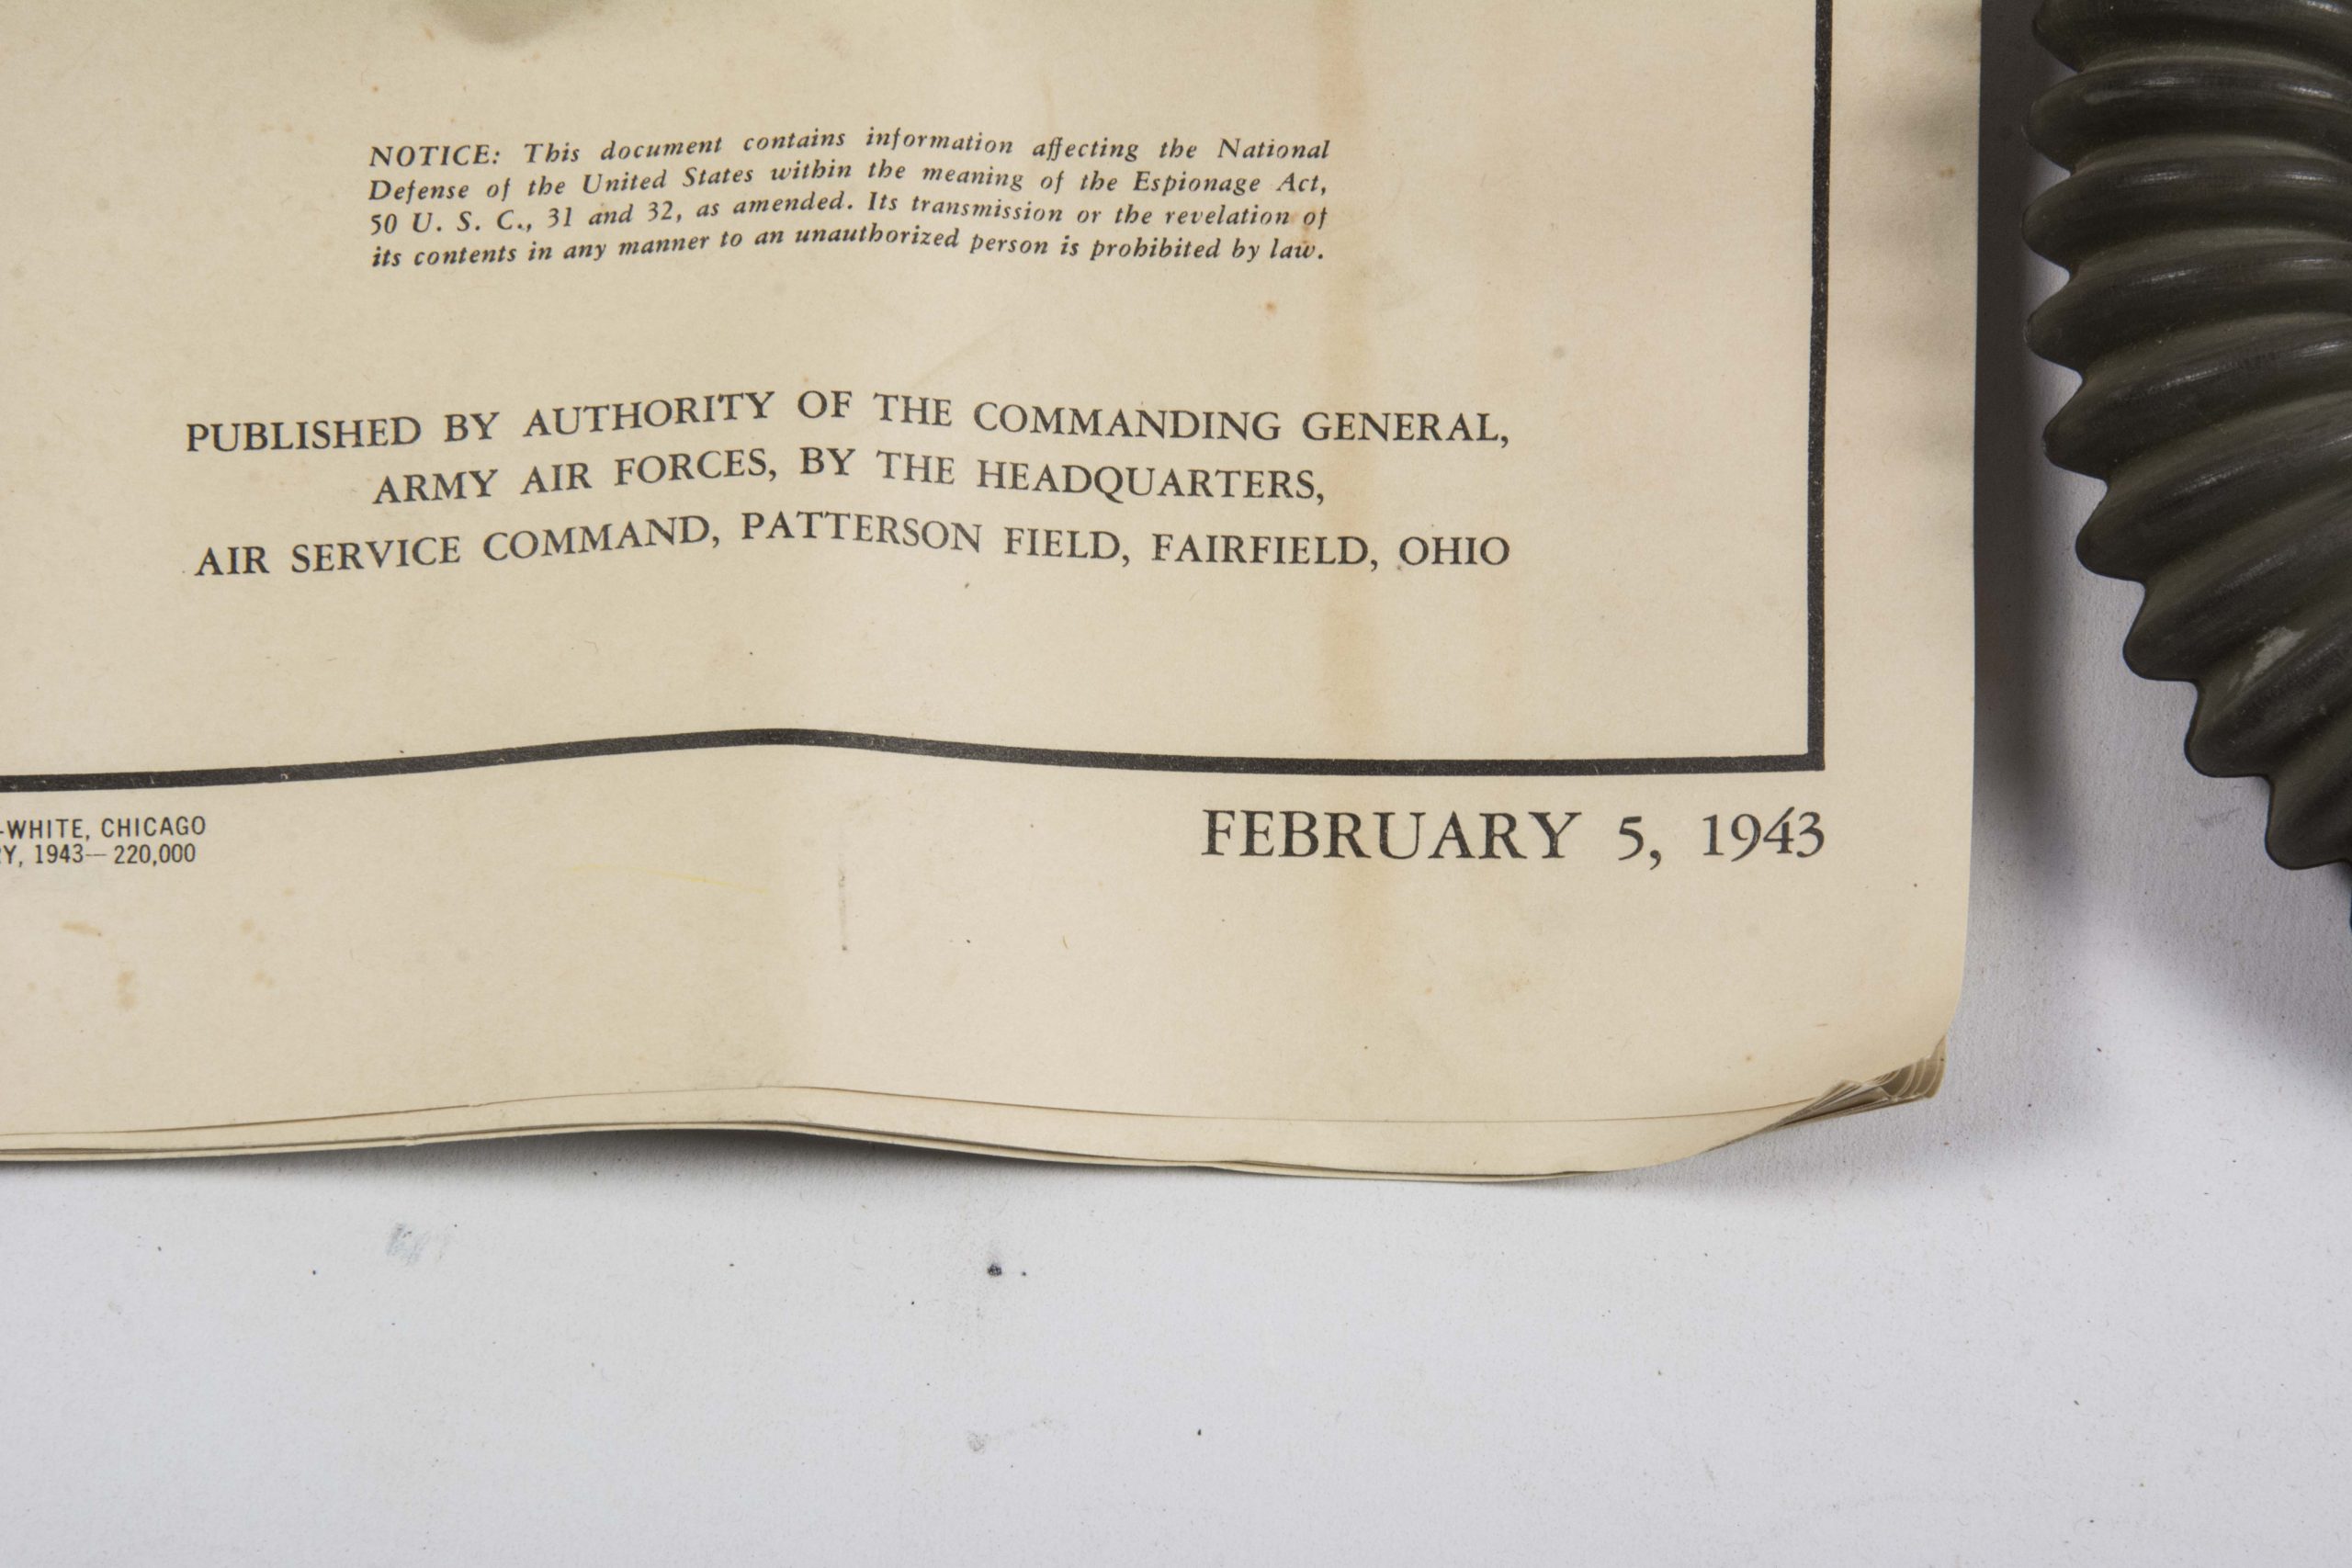 NOTICE: This document contains information affecting the National
Defense of the United States within the meaning of the Espionage Act,
50 U. S. C., 31 and 32, as amended. Its transmission or the revelation of
its contents in any manner to an unauthorized person is prohibited by law.
PUBLISHED BY AUTHORITY OF THE COMMANDING GENERAL,
ARMY AIR FORCES, BY THE HEADQUARTERS,
AIR SERVICE COMMAND, PATTERSON FIELD, FAIRFIELD, OHIO
-WHITE, CHICAGO
Y, 1943—220,000
FEBRUARY 5, 1943